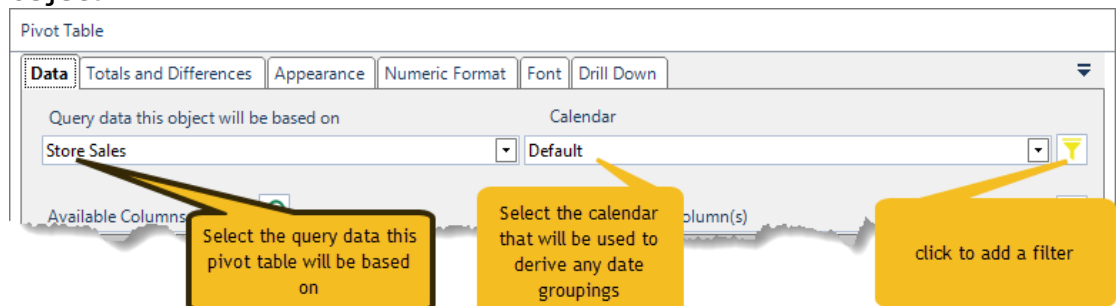 Pivot Table
Data Totals and Differences Appearance Numeric Format Font Drill Down
Query data this object will be based on Calendar
Store Sales Default
Available Columns
Select the query data this
pivot table will be based
on
Select the calendar
that will be used to
derive any date
groupings
olumn(s)
click to add a filter